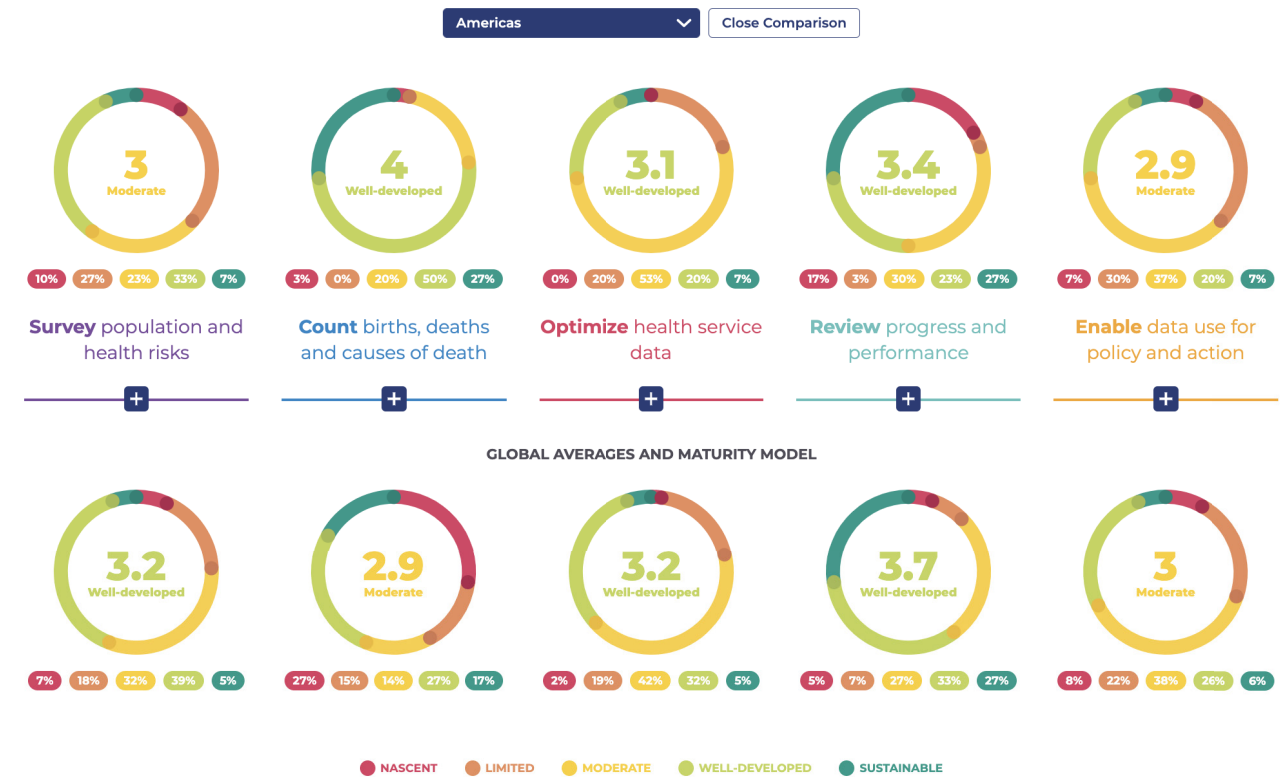 Americas
Close Comparison
3
Moderate
4
Well-developed
3.1
Well-developed
3.4
Well-developed
2.9
Moderate
10% 27% 23% 33% 7%
3% 0% 20% 50% 27%
0% 20% 53% 20% 7%
17% 3% 30% 23% 27%
7% 30% 37% 20% 7%
Survey population and
health risks
Count births, deaths
and causes of death
Optimize health service
data
Review progress and
performance
Enable data use for
policy and action
+
+
+
+
+
GLOBAL AVERAGES AND MATURITY MODEL
3.2
Well-developed
2.9
Moderate
3.2
Well-developed
3.7
Well-developed
3
Moderate
7% 18% 32% 39% 5%
27% 15% 14% 27% 17%
2% 19% 42% 32% 5%
5% 7% 27% 33% 27%
8% 22% 38% 26% 6%
NASCENT LIMITED MODERATE WELL-DEVELOPED SUSTAINABLE